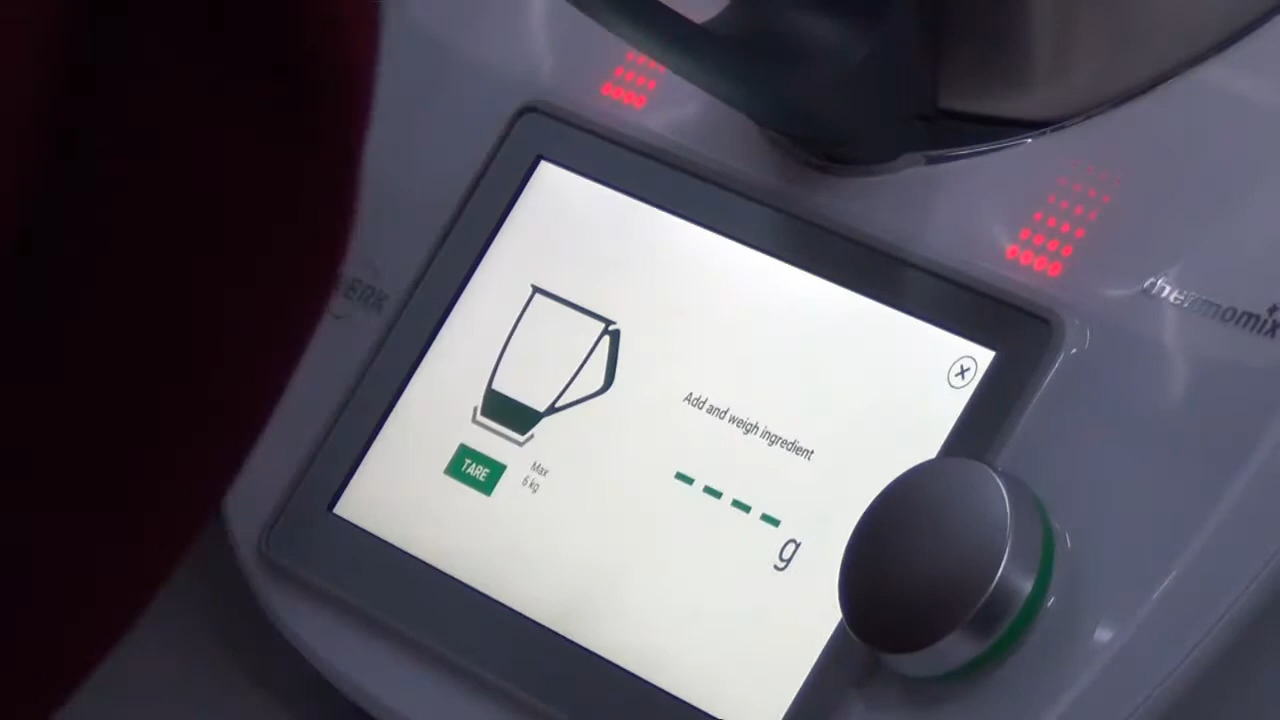 thermomix
Add and weigh ingredient
TARE
Max
6 kg
g